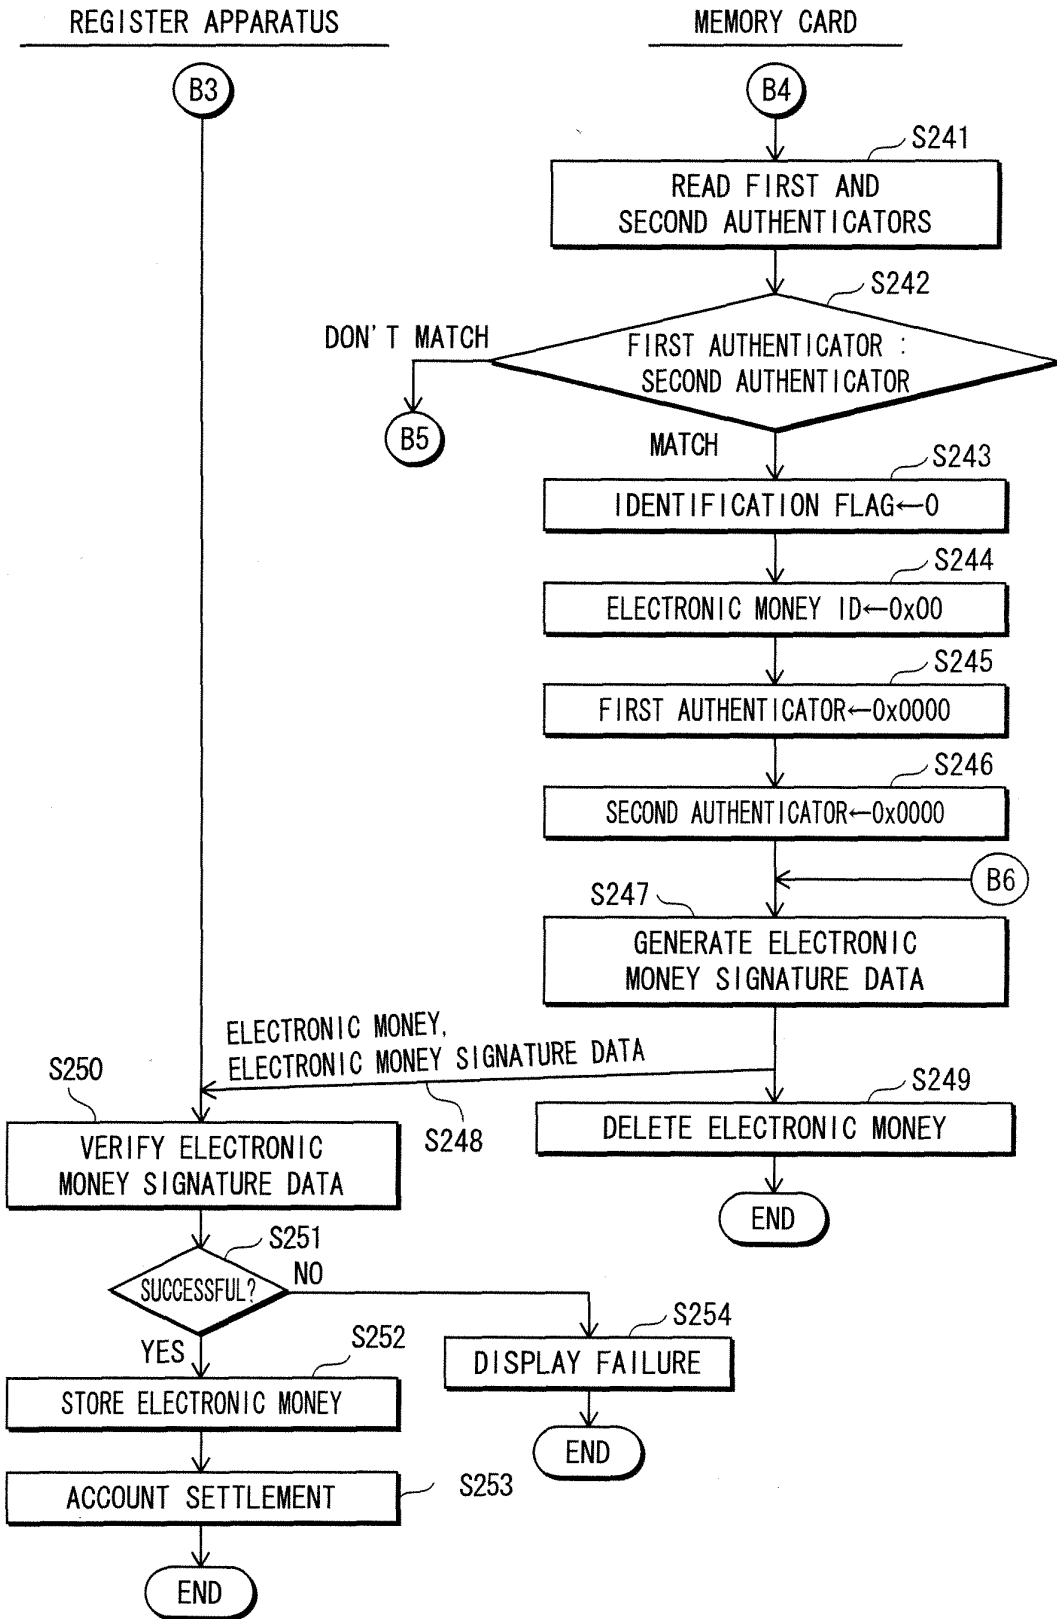 REGISTER APPARATUS
MEMORY CARD
B3
B4
S241
READ FIRST AND
SECOND AUTHENTICATORS
S242
DON'T MATCH
FIRST AUTHENTICATOR :
SECOND AUTHENTICATOR
B5
MATCH
S243
IDENTIFICATION FLAG←0
S244
ELECTRONIC MONEY ID←0x00
S245
FIRST AUTHENTICATOR←0x0000
S246
SECOND AUTHENTICATOR←0x0000
B6
S247
GENERATE ELECTRONIC
MONEY SIGNATURE DATA
ELECTRONIC MONEY,
ELECTRONIC MONEY SIGNATURE DATA
S250
S248
S249
VERIFY ELECTRONIC
MONEY SIGNATURE DATA
DELETE ELECTRONIC MONEY
END
S251
SUCCESSFUL?
NO
S254
YES
S252
DISPLAY FAILURE
STORE ELECTRONIC MONEY
END
ACCOUNT SETTLEMENT
S253
END